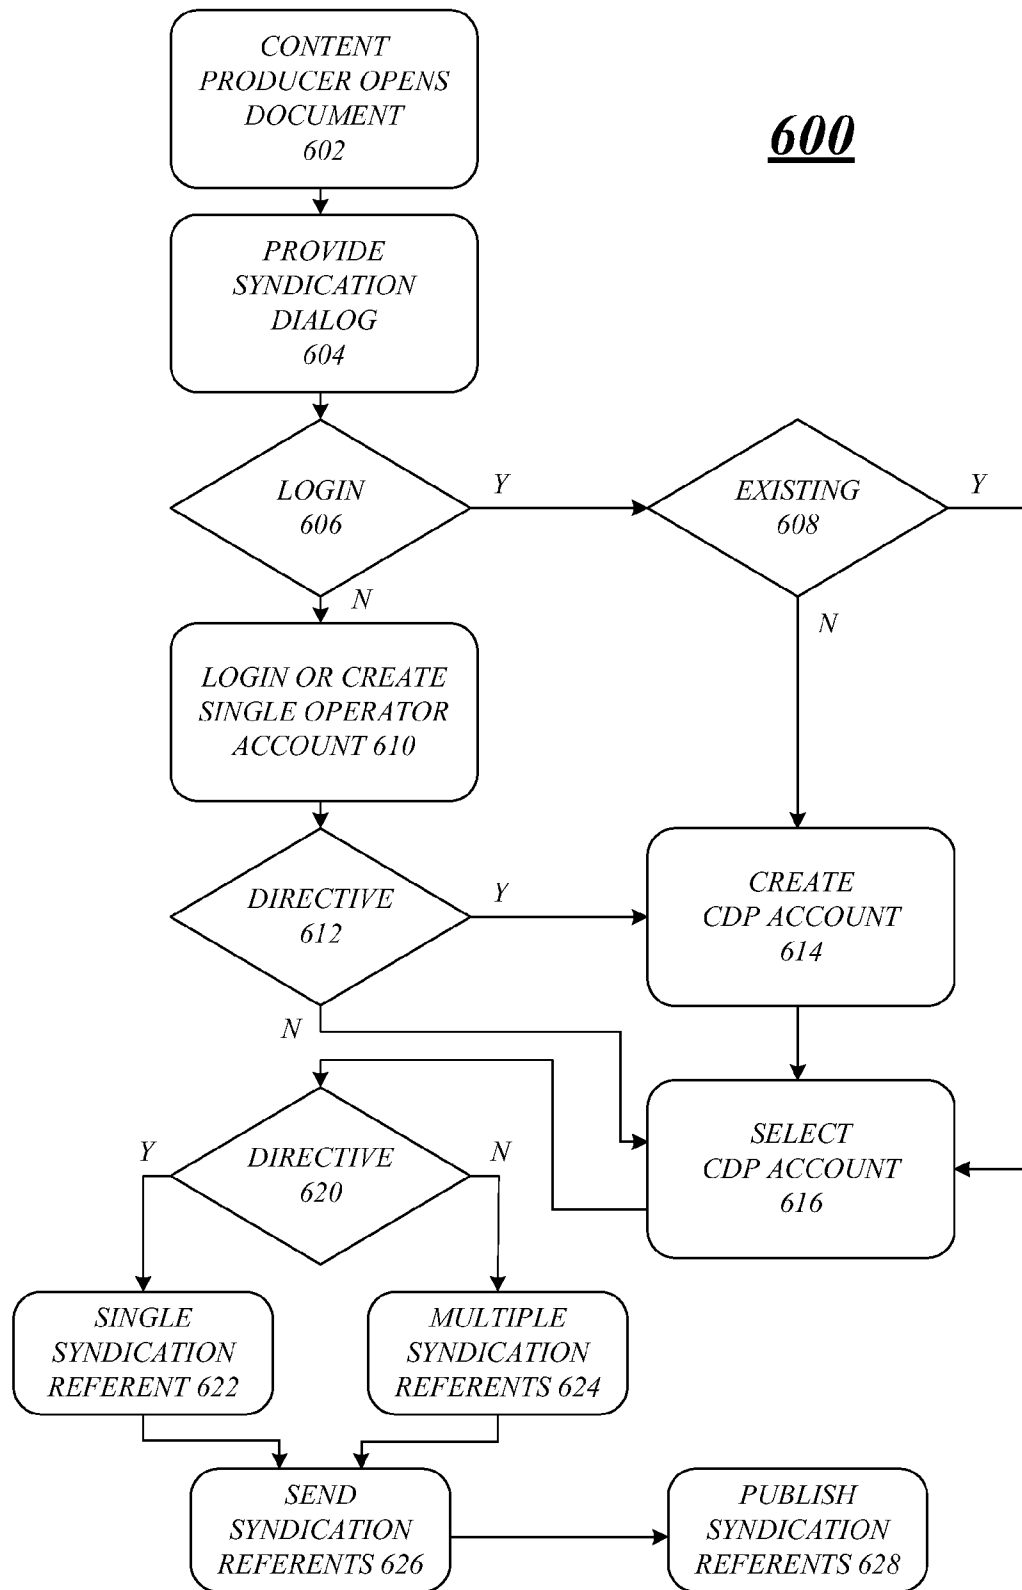 CONTENT
PRODUCER OPENS
DOCUMENT
602
600
PROVIDE
SYNDICATION
DIALOG
604
LOGIN
606
Y
EXISTING
608
Y
N
N
LOGIN OR CREATE
SINGLE OPERATOR
ACCOUNT 610
DIRECTIVE
612
Y
CREATE
CDP ACCOUNT
614
N
Y
DIRECTIVE
620
N
SELECT
CDP ACCOUNT
616
SINGLE
SYNDICATION
REFERENT 622
MULTIPLE
SYNDICATION
REFERENTS 624
SEND
SYNDICATION
REFERENTS 626
PUBLISH
SYNDICATION
REFERENTS 628